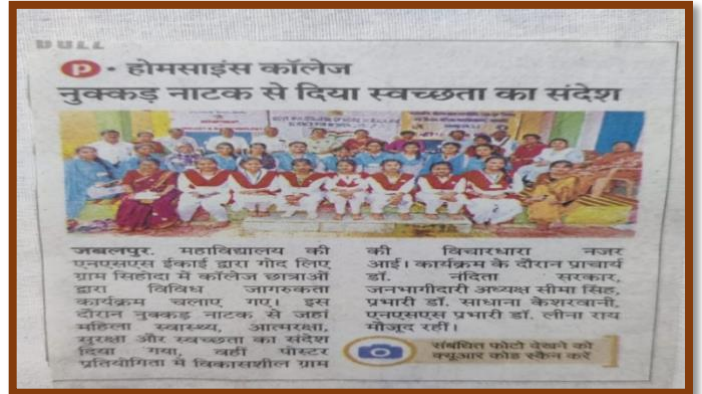 PULL
P • होमसाइंस कॉलेज
नुक्कड़ नाटक से दिया स्वच्छता का संदेश
जबलपुर. महाविद्यालय की
एनएसएस ईकाई द्वारा गोद लिए
ग्राम सिहोदा में कॉलेज छात्राओं
द्वारा विविध जागरुकता
कार्यक्रम चलाए गए। इस
दौरान नुक्कड़ नाटक से जहां
महिला स्वास्थ्य, आत्मरक्षा,
सुरक्षा और स्वच्छता का संदेश
दिया गया, वहीं पोस्टर
प्रतियोगिता में विकासशील ग्राम
की विचारधारा नजर
आई। कार्यक्रम के दौरान प्राचार्य
डॉ. नंदिता सरकार,
जनभागीदारी अध्यक्ष सीमा सिंह,
प्रभारी डॉ. साधाना केशरवानी,
एनएसएस प्रभारी डॉ. लीना राय
मौजूद रहीं।
संबंधित फोटो देखने को
क्यूआर कोड स्कैन करें